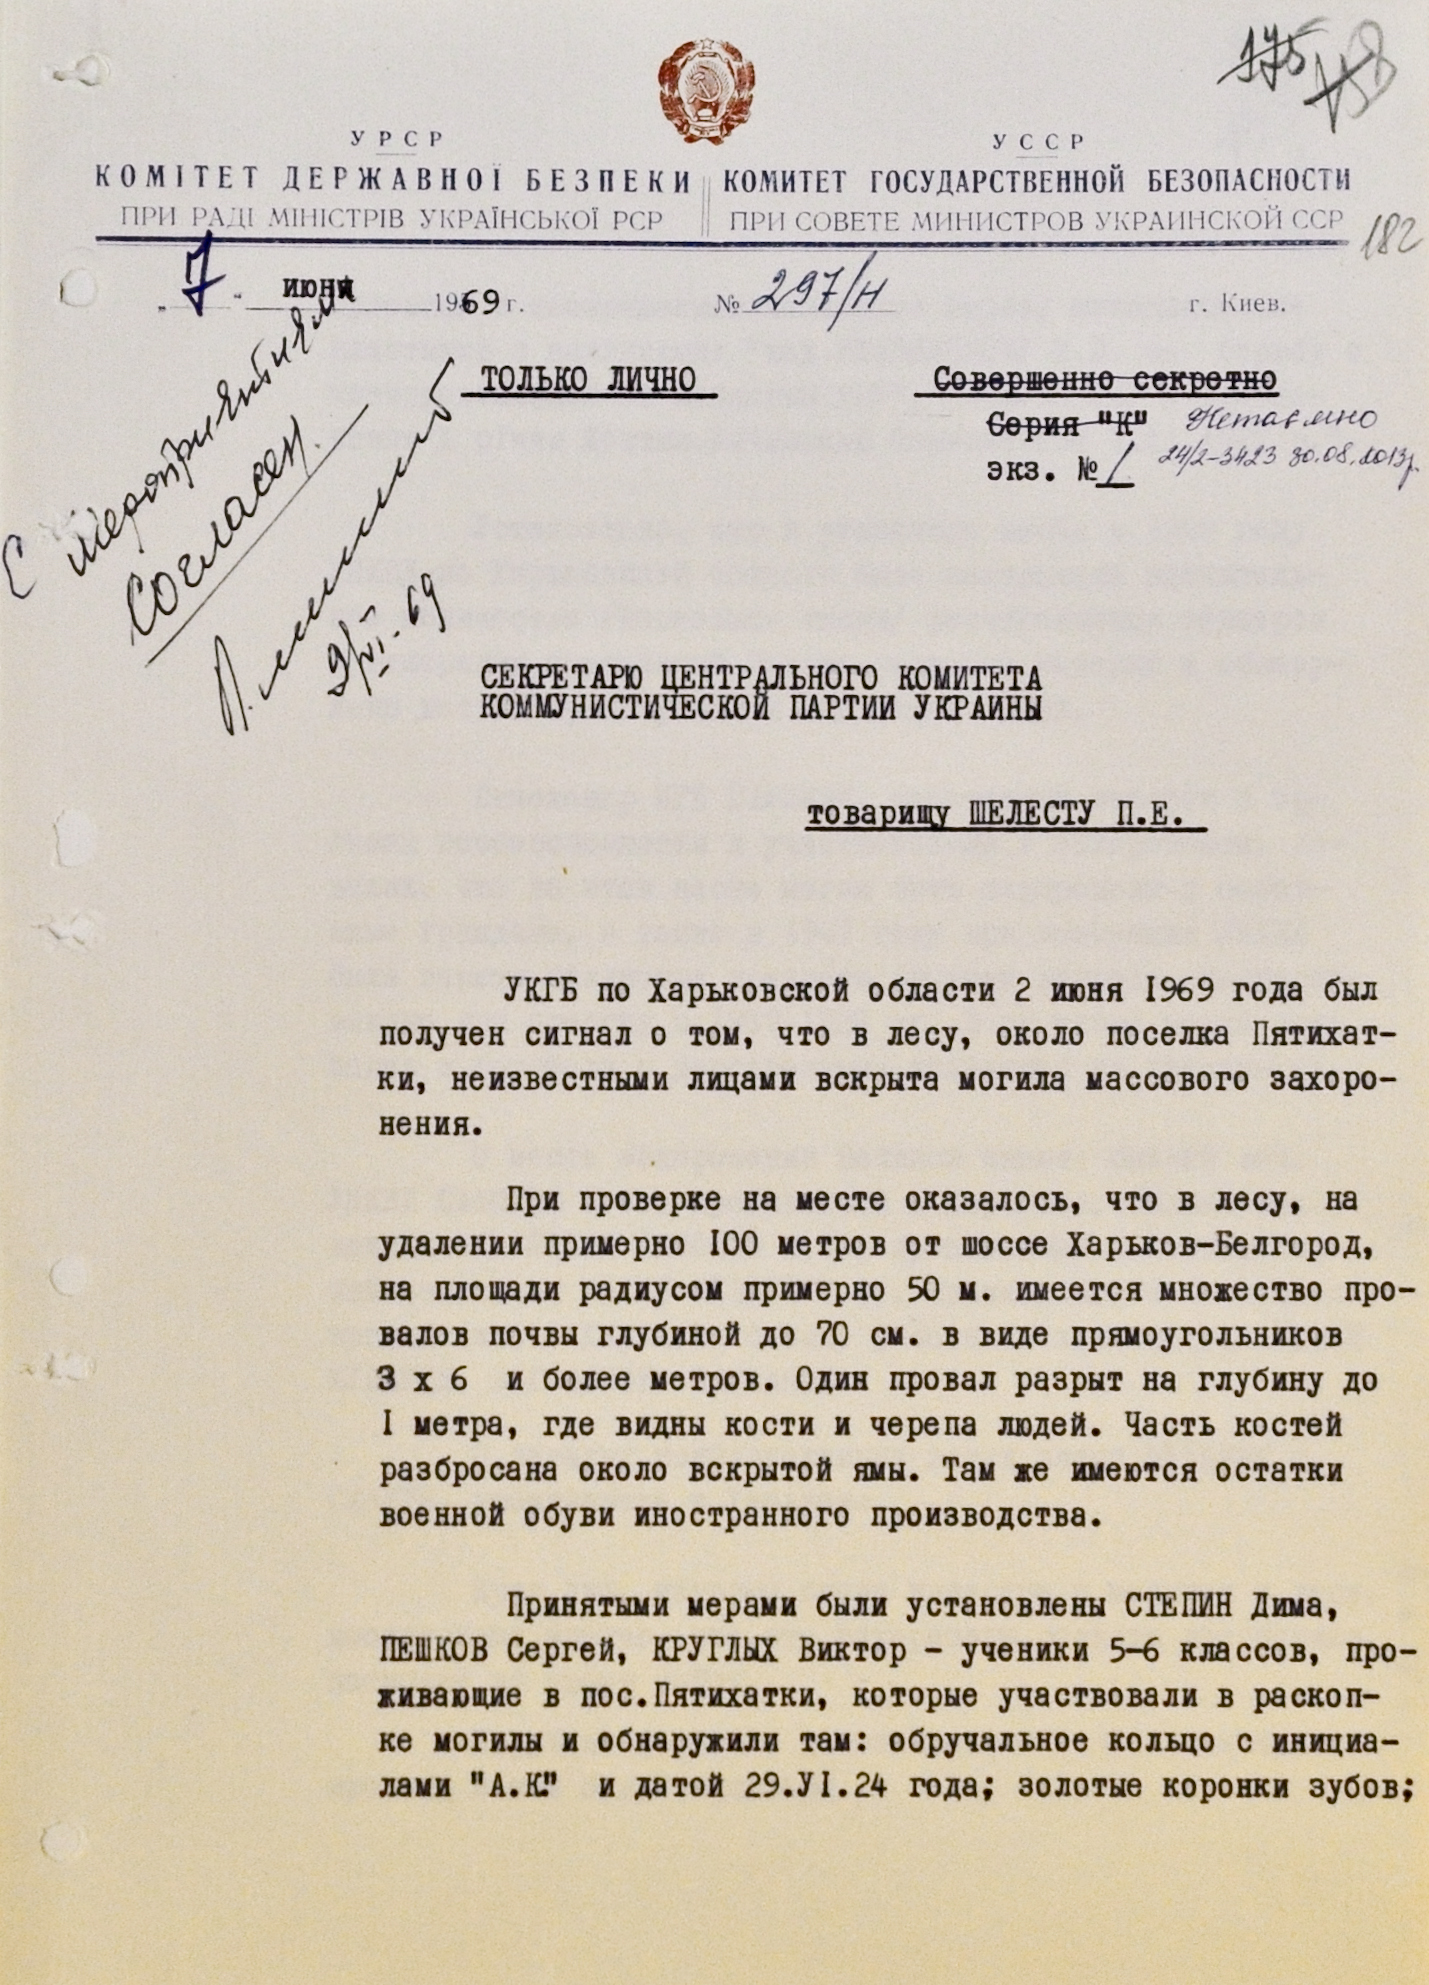 175
УРСР
КОМІТЕТ ДЕРЖАВНОЇ БЕЗПЕКИ
ПРИ РАДІ МІНІСТРІВ УКРАЇНСЬКОЇ РСР
УССР
КОМИТЕТ ГОСУДАРСТВЕННОЙ БЕЗОПАСНОСТИ
ПРИ СОВЕТЕ МИНИСТРОВ УКРАИНСКОЙ ССР
182
„7" июня 1969 г.
№ 297/н
г. Киев.
ТОЛЬКО ЛИЧНО
Совершенно секретно
Серия "К"
Нетаємно
экз. № 1
24/2-3423 30.08.2013р.
С мероприятиями
согласен.
9/VI-69
СЕКРЕТАРЮ ЦЕНТРАЛЬНОГО КОМИТЕТА
КОММУНИСТИЧЕСКОЙ ПАРТИИ УКРАИНЫ
товарищу ШЕЛЕСТУ П.Е.
УКГБ по Харьковской области 2 июня 1969 года был
получен сигнал о том, что в лесу, около поселка Пятихат-
ки, неизвестными лицами вскрыта могила массового захоро-
нения.
При проверке на месте оказалось, что в лесу, на
удалении примерно 100 метров от шоссе Харьков-Белгород,
на площади радиусом примерно 50 м. имеется множество про-
валов почвы глубиной до 70 см. в виде прямоугольников
3 х 6 и более метров. Один провал разрыт на глубину до
1 метра, где видны кости и черепа людей. Часть костей
разбросана около вскрытой ямы. Там же имеются остатки
военной обуви иностранного производства.
Принятыми мерами были установлены СТЕПИН Дима,
ПЕШКОВ Сергей, КРУГЛЫХ Виктор - ученики 5-6 классов, про-
живающие в пос.Пятихатки, которые участвовали в раскоп-
ке могилы и обнаружили там: обручальное кольцо с инициа-
лами "А.К." и датой 29.УІ.24 года; золотые коронки зубов;